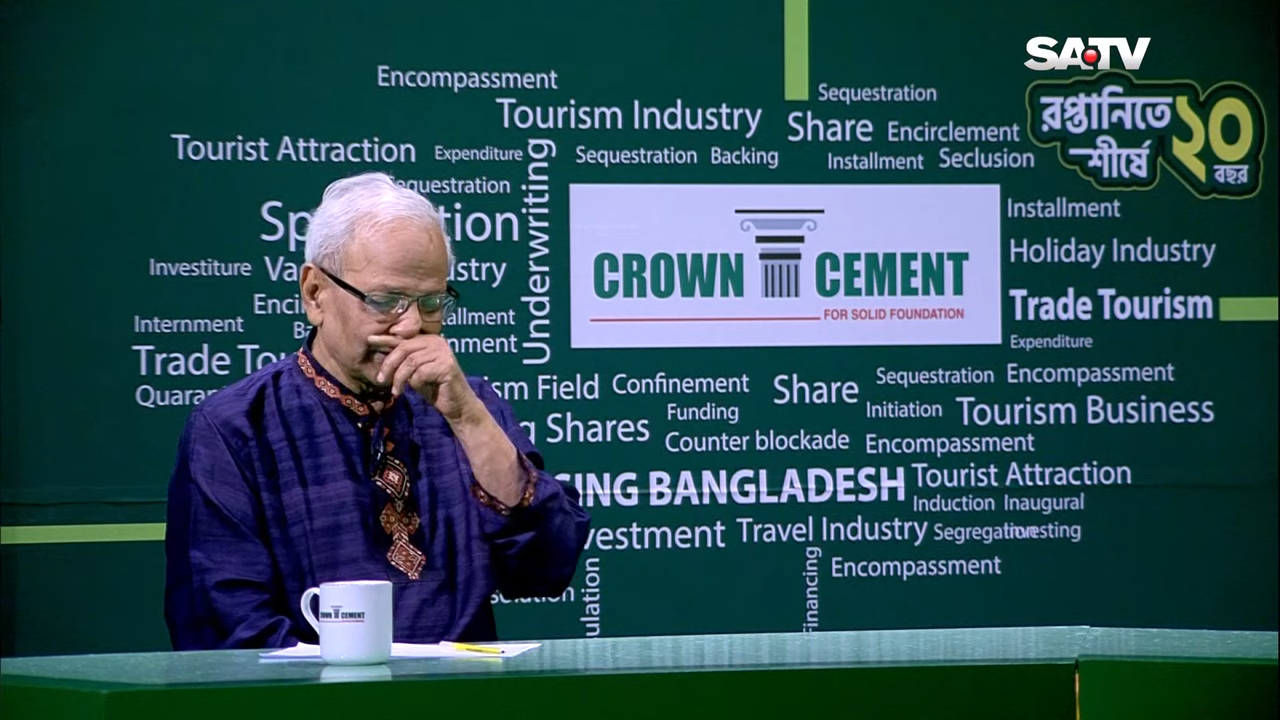 SATV
রপ্তানিতে
শীর্ষে
২০
বছর
Encompassment
Sequestration
Tourism Industry
Share
Encirclement
Tourist Attraction
Expenditure
Sequestration
Backing
Installment
Seclusion
Underwriting
Installment
CROWN CEMENT
FOR SOLID FOUNDATION
Holiday Industry
Investiture
Trade Tourism
Internment
Expenditure
Confinement
Share
Sequestration
Encompassment
Funding
Initiation
Tourism Business
Shares
Counter blockade
Encompassment
BANGLADESH
Tourist Attraction
Induction
Inaugural
Travel Industry
Encompassment
Financing
CROWN CEMENT